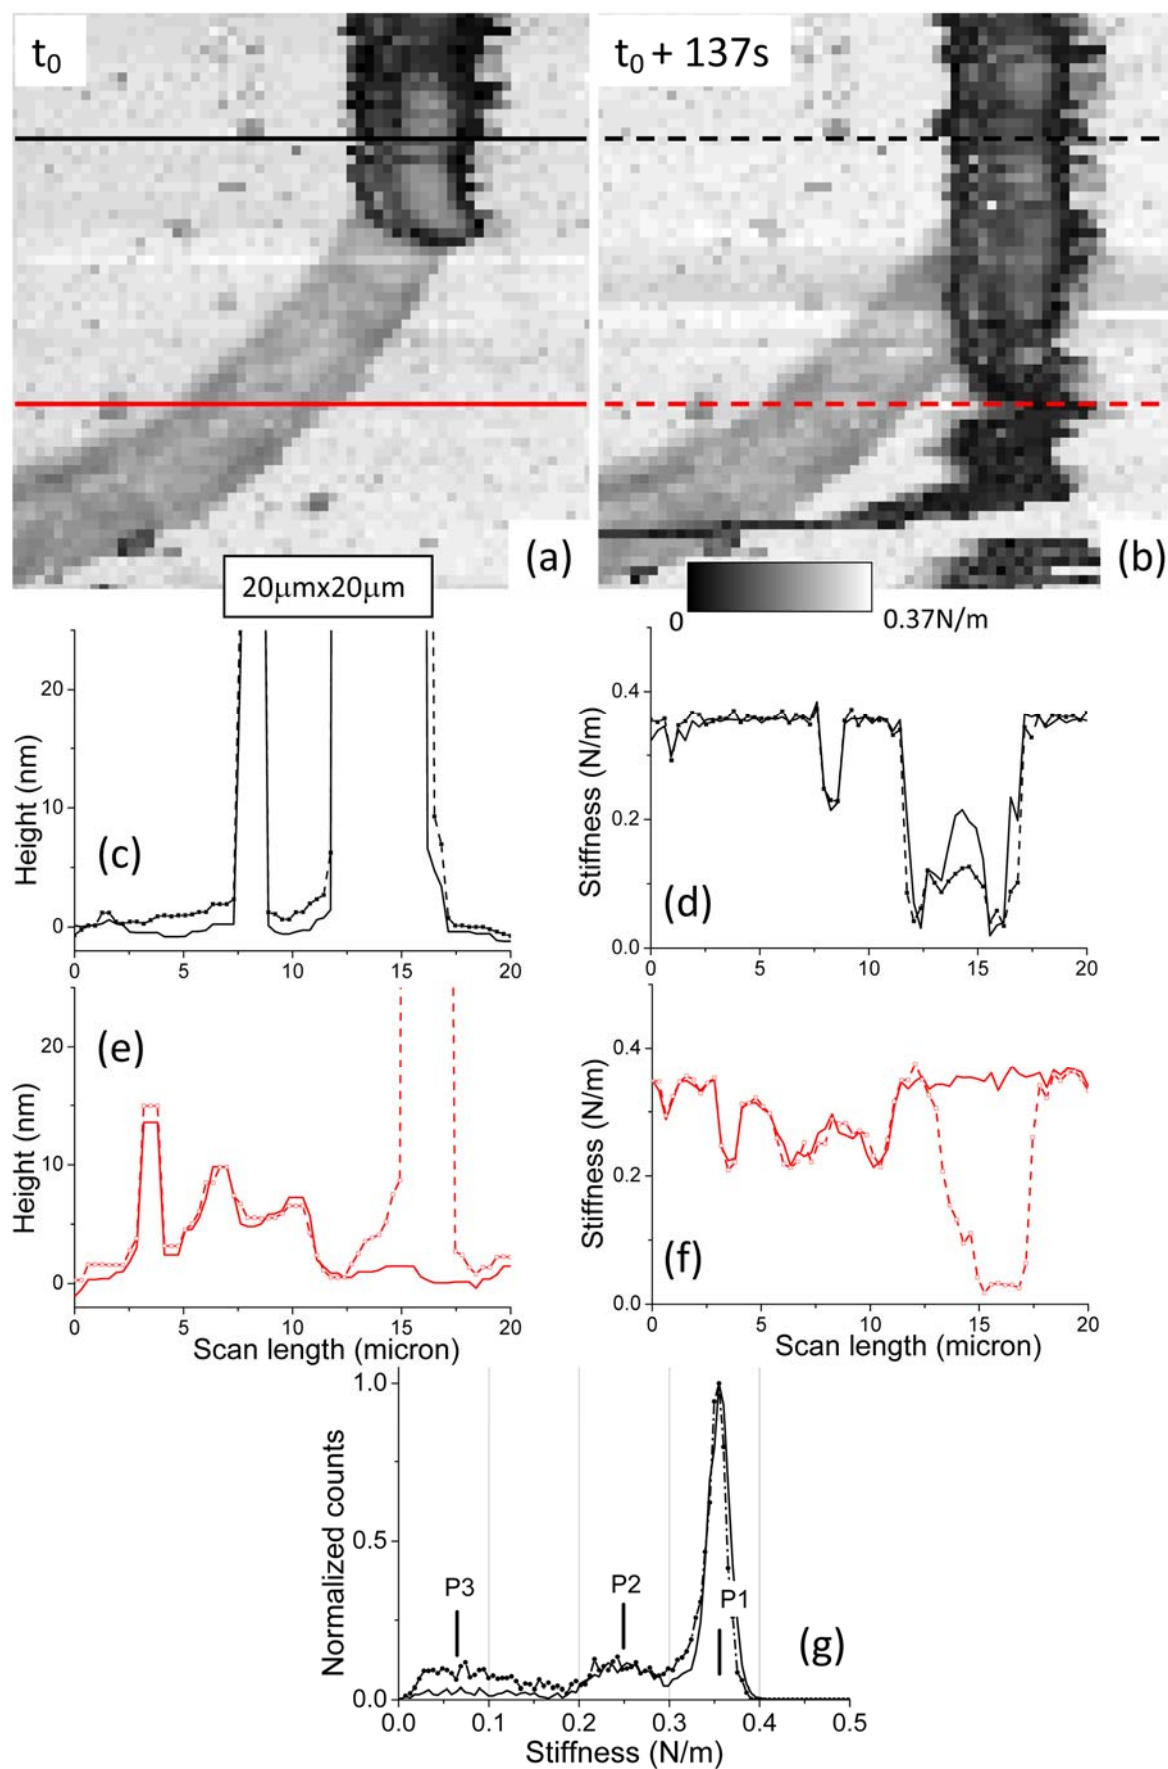 t0
t0 + 137s
(a)
(b)
20μmx20μm
0
0.37N/m
Height (nm)
20
10
0
(c)
0 5 10 15 20
Stiffness (N/m)
0.4
0.2
0.0
(d)
0 5 10 15 20
Height (nm)
20
10
0
(e)
0 5 10 15 20
Scan length (micron)
Stiffness (N/m)
0.4
0.2
0.0
(f)
0 5 10 15 20
Scan length (micron)
Normalized counts
1.0
0.5
0.0
P3
P2
P1
(g)
0.0 0.1 0.2 0.3 0.4 0.5
Stiffness (N/m)